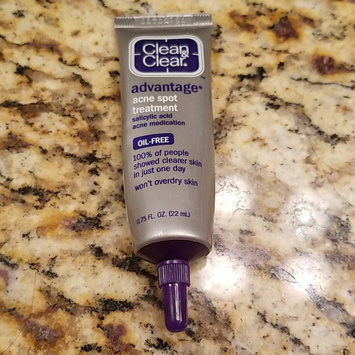 Clean&
Clear.
advantage®
acne spot
treatment
salicylic acid
acne medication
OIL-FREE
100% of people
showed clearer skin
in just one day
won't overdry skin
0.75 FL. OZ. (22 mL)